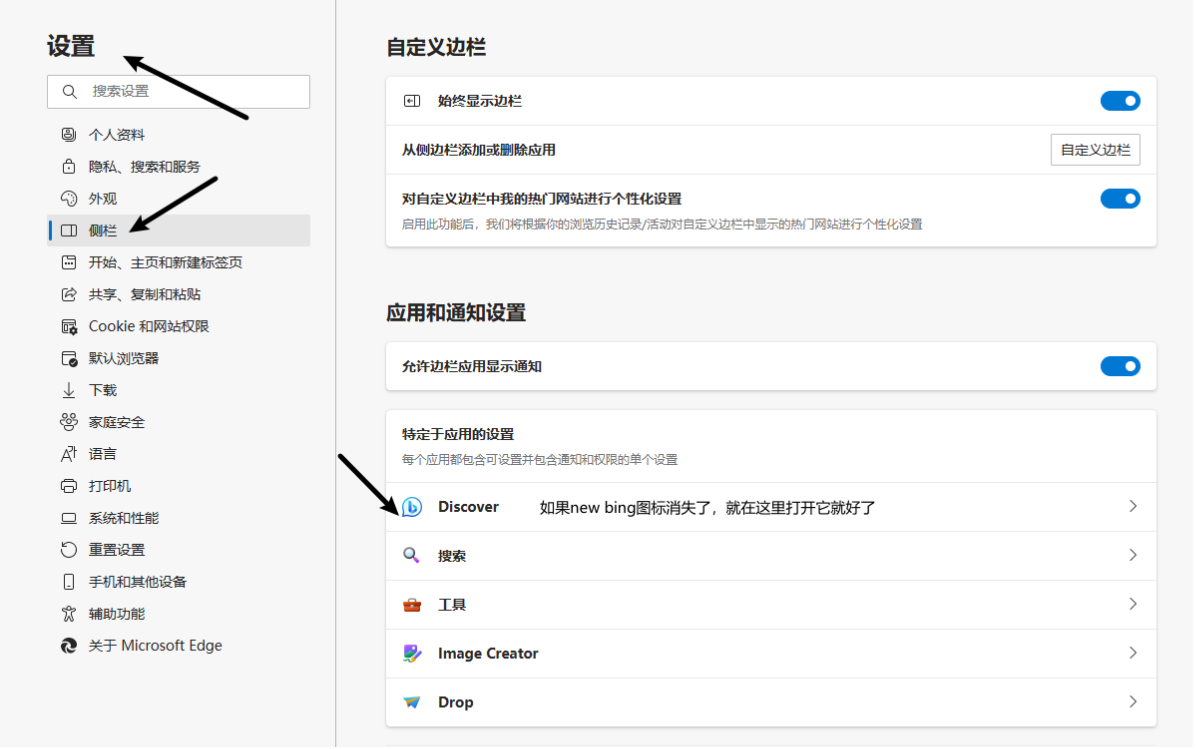 设置
搜索设置
个人资料
隐私、搜索和服务
外观
侧栏
开始、主页和新建标签页
共享、复制和粘贴
Cookie 和网站权限
默认浏览器
下载
家庭安全
语言
打印机
系统和性能
重置设置
手机和其他设备
辅助功能
关于 Microsoft Edge
自定义边栏
始终显示边栏
从侧边栏添加或删除应用
自定义边栏
对自定义边栏中我的热门网站进行个性化设置
启用此功能后，我们将根据你的浏览历史记录/活动对自定义边栏中显示的热门网站进行个性化设置
应用和通知设置
允许边栏应用显示通知
特定于应用的设置
每个应用都包含可设置并包含通知和权限的单个设置
Discover 如果new bing图标消失了，就在这里打开它就好了
搜索
工具
Image Creator
Drop